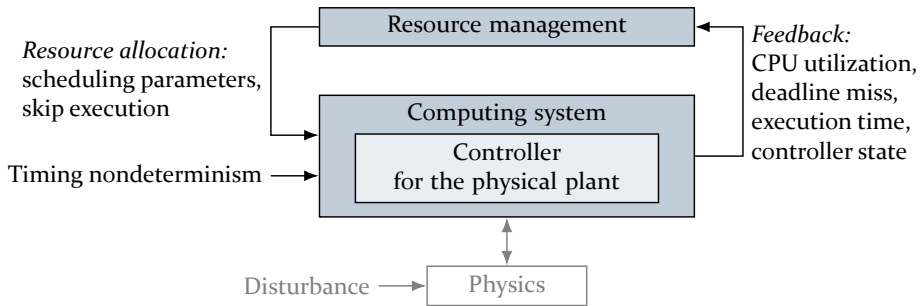 Resource management
Resource allocation:
scheduling parameters,
skip execution
Feedback:
CPU utilization,
deadline miss,
execution time,
controller state
Computing system
Controller
for the physical plant
Timing nondeterminism
Disturbance
Physics